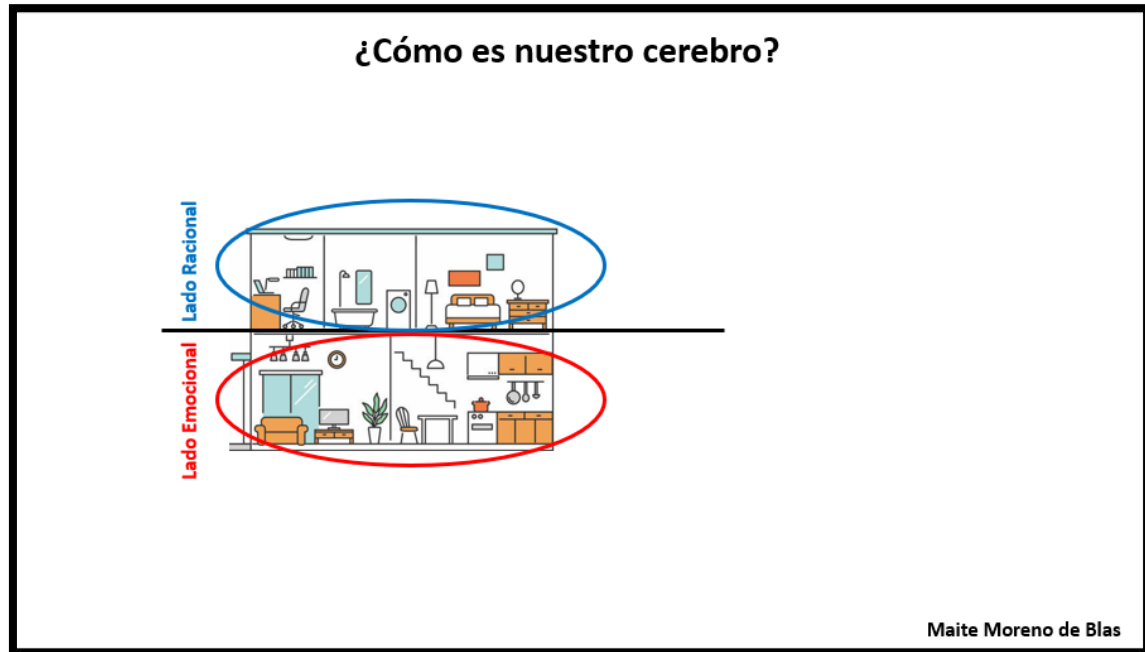 ¿Cómo es nuestro cerebro?
Lado Racional
Lado Emocional
Maite Moreno de Blas